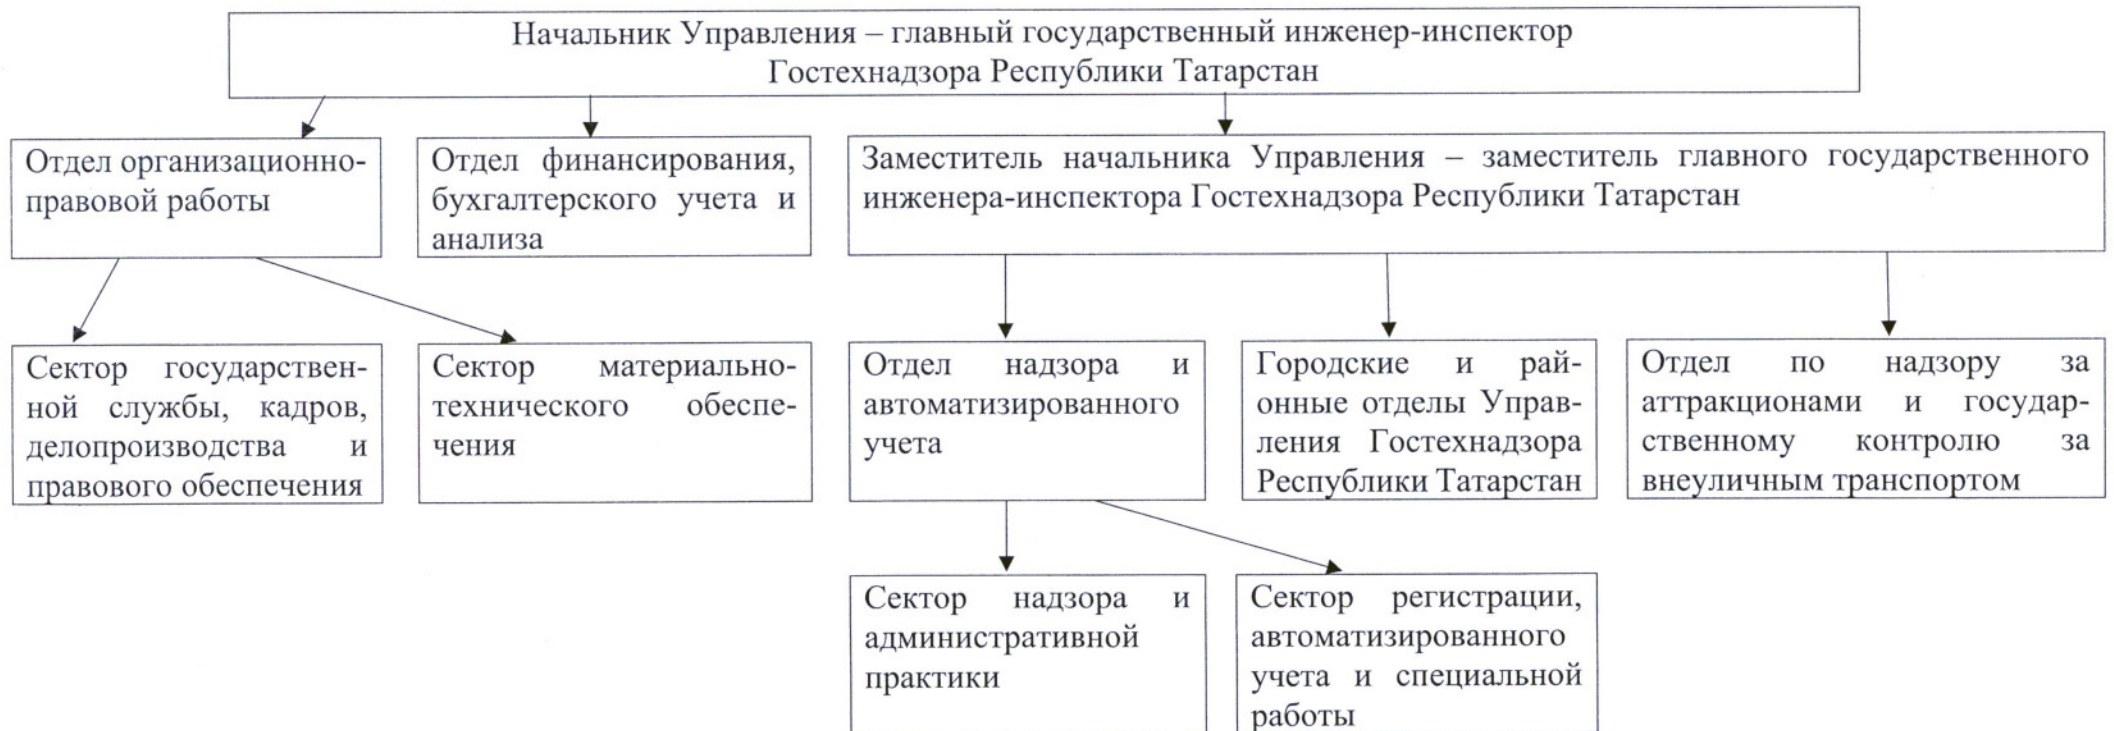 Начальник Управления – главный государственный инженер-инспектор
Гостехнадзора Республики Татарстан
Отдел организационно-
правовой работы
Отдел финансирования,
бухгалтерского учета и
анализа
Заместитель начальника Управления – заместитель главного государственного
инженера-инспектора Гостехнадзора Республики Татарстан
Сектор государствен-
ной службы, кадров,
делопроизводства и
правового обеспечения
Сектор материально-
технического обеспе-
чения
Отдел надзора и
автоматизированного
учета
Городские и рай-
онные отделы Управ-
ления Гостехнадзора
Республики Татарстан
Отдел по надзору за
аттракционами и государ-
ственному контролю за
внеуличным транспортом
Сектор надзора и
административной
практики
Сектор регистрации,
автоматизированного
учета и специальной
работы